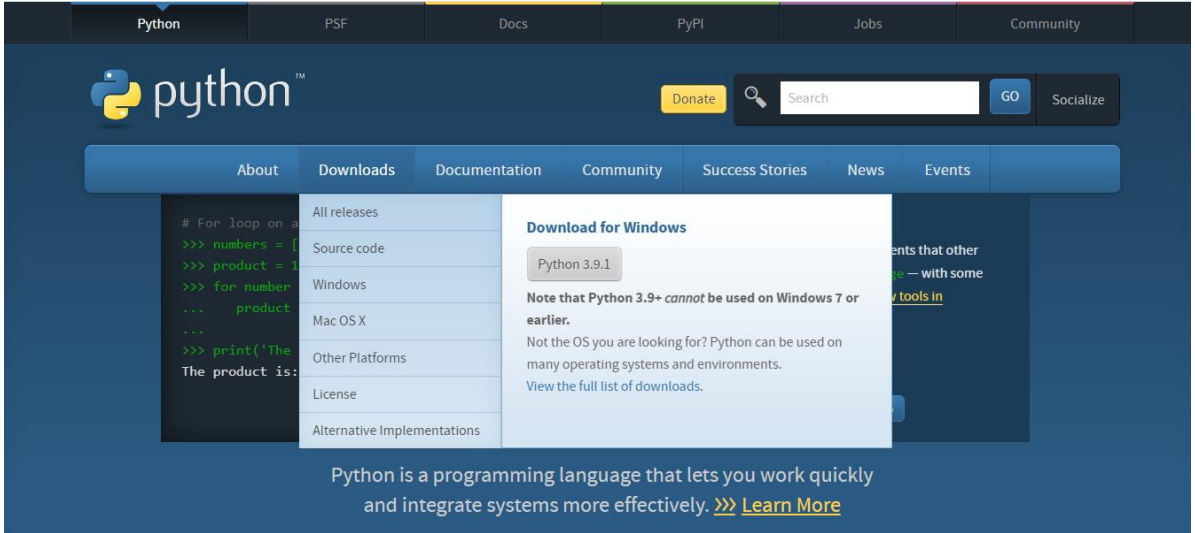 Python PSF Docs PyPI Jobs Community
python™
Donate Search GO Socialize
About Downloads Documentation Community Success Stories News Events
# For loop on a
>>> numbers = [
>>> product = 1
>>> for number
... product
...
>>> print('The
The product is:
All releases
Source code
Windows
Mac OS X
Other Platforms
License
Alternative Implementations
Download for Windows
Python 3.9.1
Note that Python 3.9+ cannot be used on Windows 7 or
earlier.
Not the OS you are looking for? Python can be used on
many operating systems and environments.
View the full list of downloads.
ents that other
— with some
tools in
Python is a programming language that lets you work quickly
and integrate systems more effectively. >>> Learn More